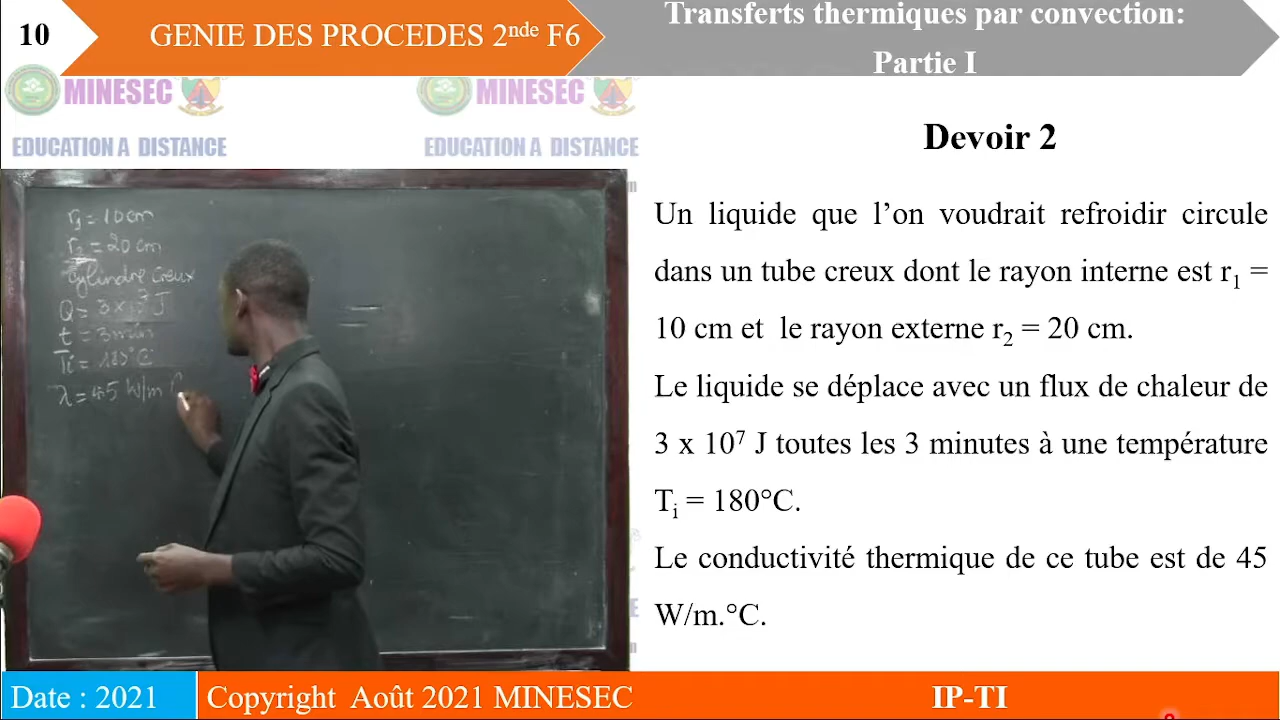 10
GENIE DES PROCEDES 2nde F6
Transferts thermiques par convection:
Partie I
MINESEC
EDUCATION A DISTANCE
MINESEC
EDUCATION A DISTANCE
r1 = 10 cm
r2 = 20 cm
Cylindre creux
Q = 3 x 10⁷ J
t = 3 min
Ti = 180°C
λ = 45 W/m
Devoir 2
Un liquide que l’on voudrait refroidir circule
dans un tube creux dont le rayon interne est r1 =
10 cm et le rayon externe r2 = 20 cm.
Le liquide se déplace avec un flux de chaleur de
3 x 10⁷ J toutes les 3 minutes à une température
Ti = 180°C.
Le conductivité thermique de ce tube est de 45
W/m.°C.
Date : 2021
Copyright Août 2021 MINESEC
IP-TI